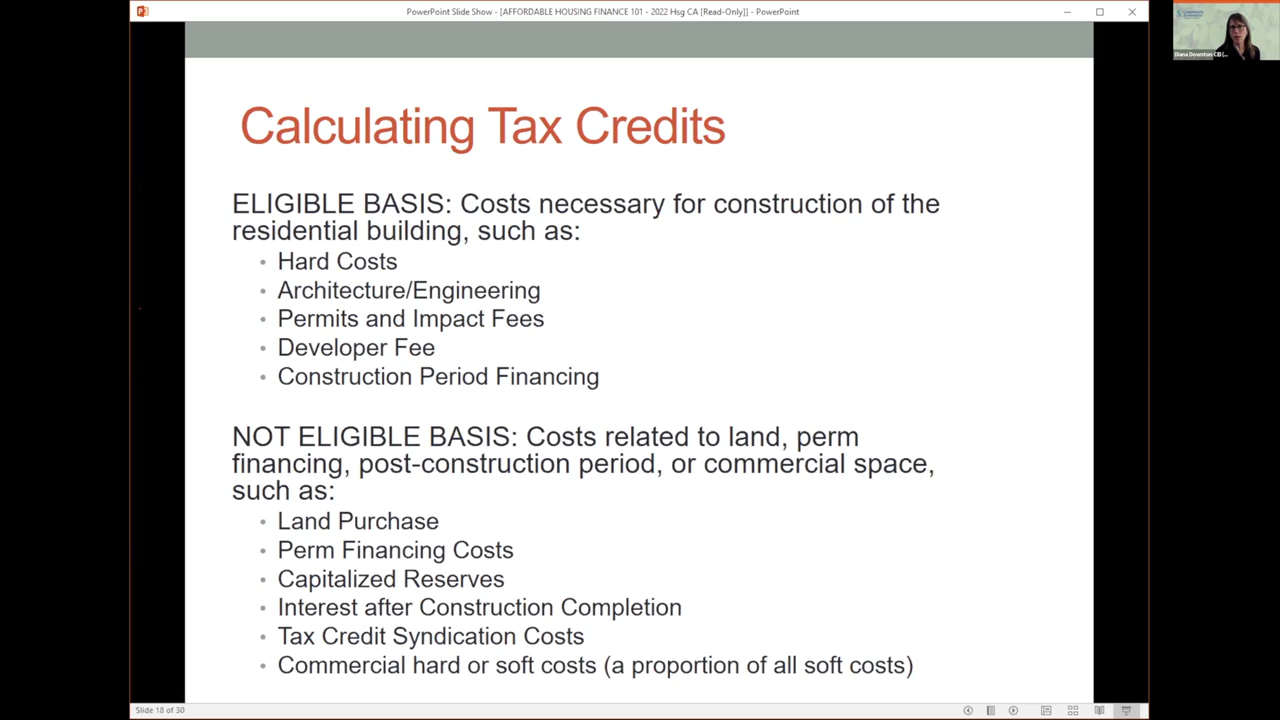 PowerPoint Slide Show - [AFFORDABLE HOUSING FINANCE 101 - 2022 Hsg CA [Read-Only]] - PowerPoint
Diana Downton CEI (...
Calculating Tax Credits
ELIGIBLE BASIS: Costs necessary for construction of the
residential building, such as:
• Hard Costs
• Architecture/Engineering
• Permits and Impact Fees
• Developer Fee
• Construction Period Financing
NOT ELIGIBLE BASIS: Costs related to land, perm
financing, post-construction period, or commercial space,
such as:
• Land Purchase
• Perm Financing Costs
• Capitalized Reserves
• Interest after Construction Completion
• Tax Credit Syndication Costs
• Commercial hard or soft costs (a proportion of all soft costs)
Slide 18 of 30